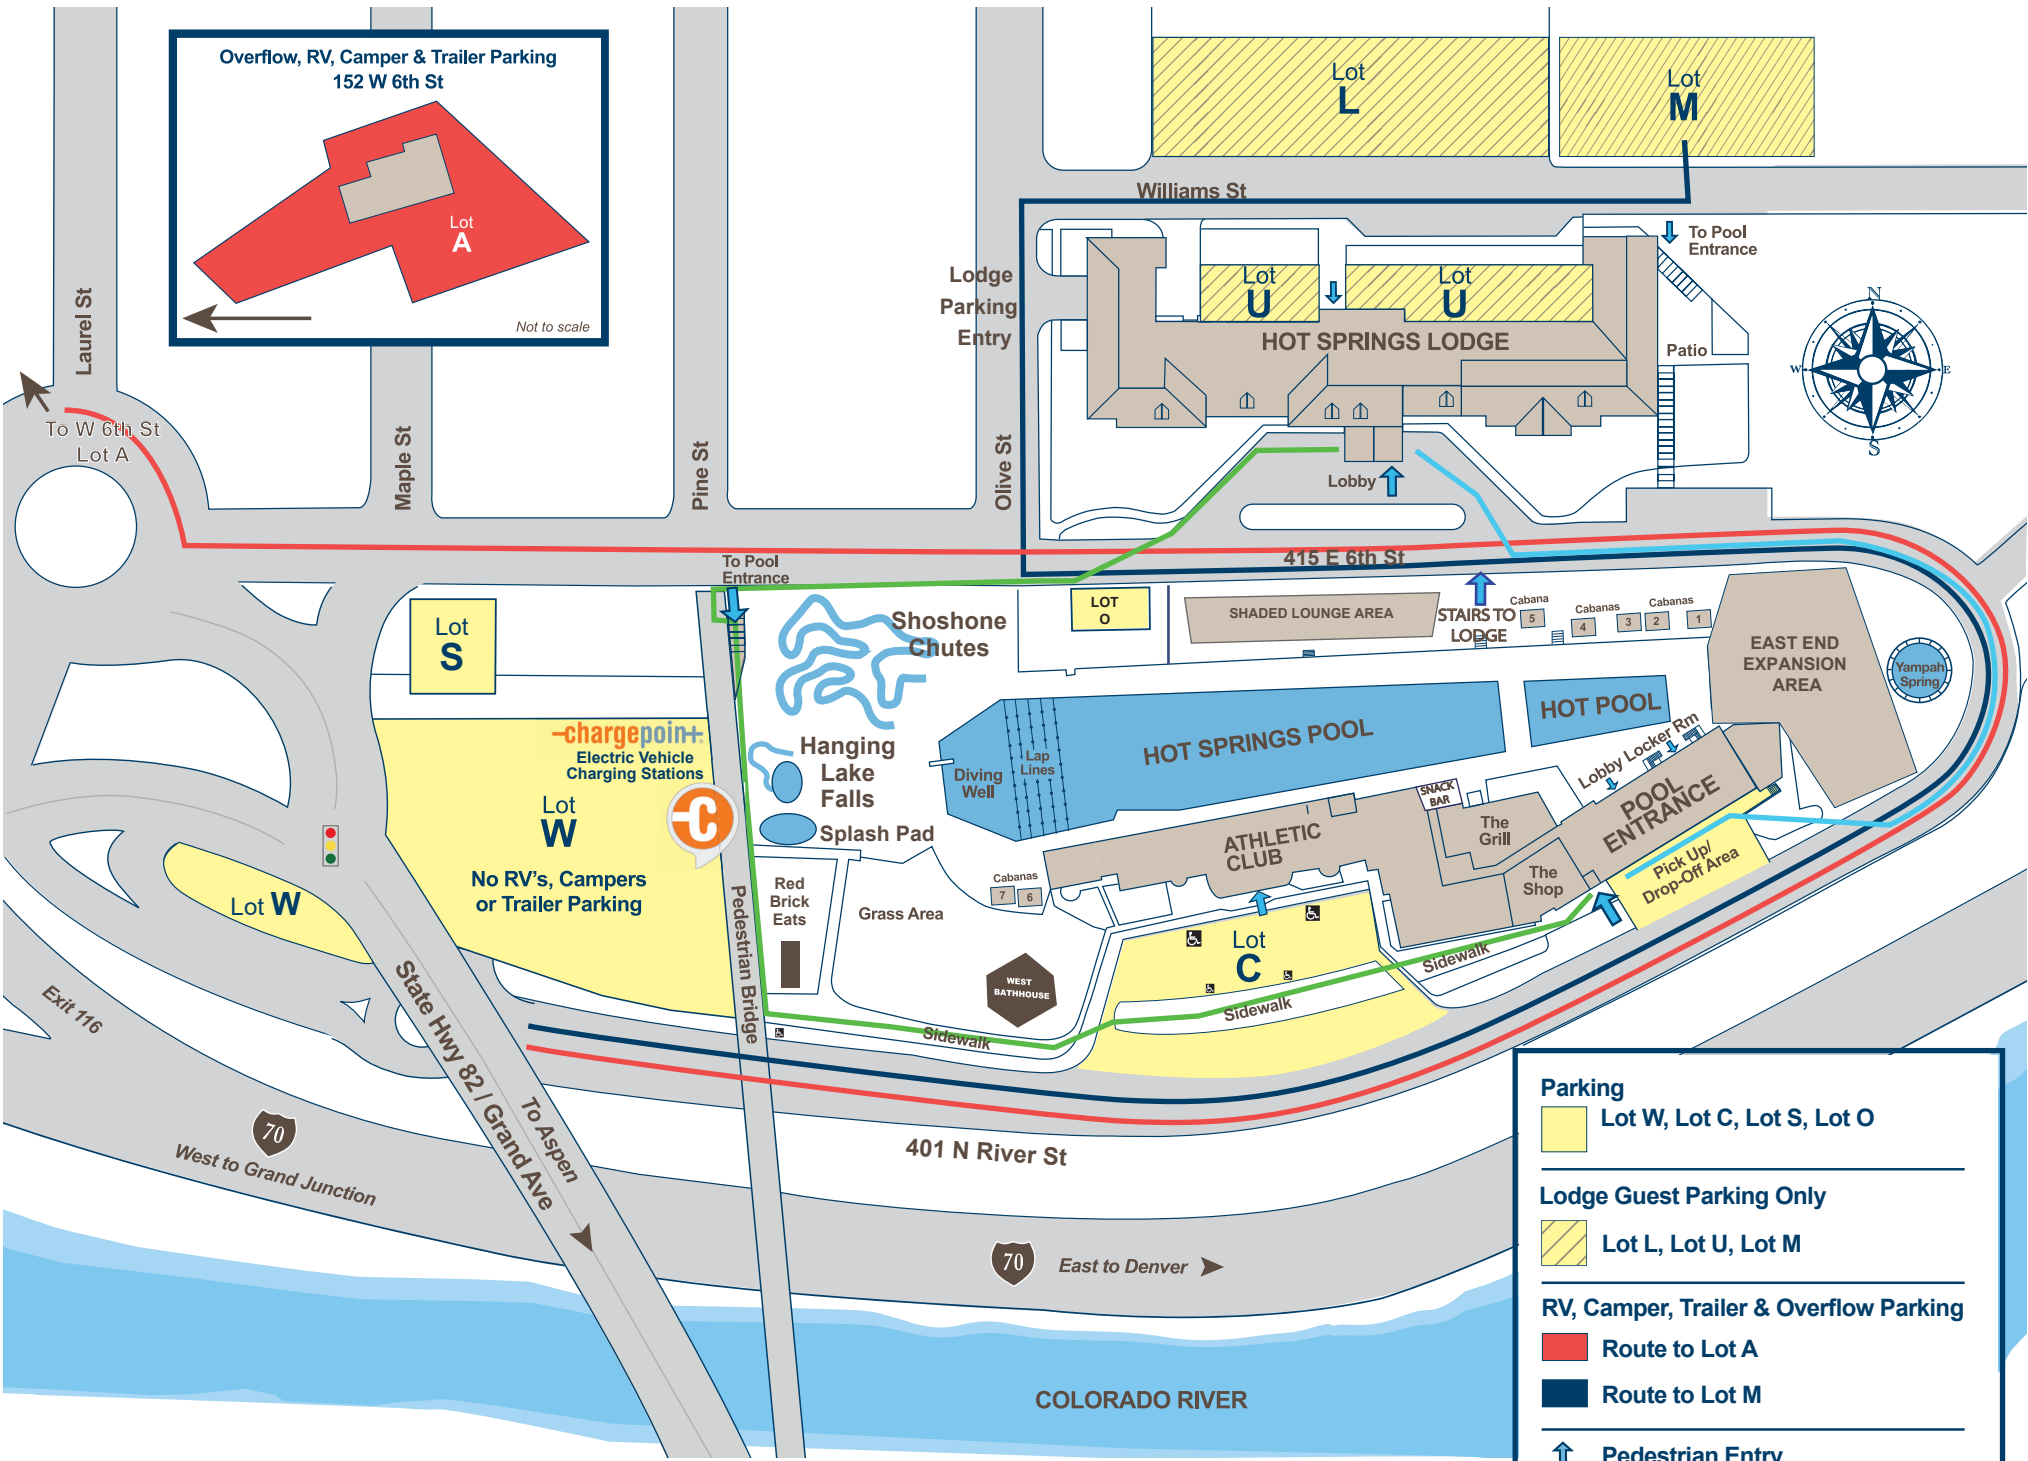 Overflow, RV, Camper & Trailer Parking
152 W 6th St
Lot
A
Not to scale
Lot
L
Lot
M
Williams St
To Pool
Entrance
Lodge
Parking
Entry
Lot
U
Lot
U
HOT SPRINGS LODGE
Patio
N
W
E
S
Laurel St
To W 6th St
Lot A
Maple St
Pine St
Olive St
Lobby
415 E 6th St
To Pool
Entrance
Lot
S
Shoshone
Chutes
LOT
O
SHADED LOUNGE AREA
STAIRS TO
LODGE
Cabana
5
Cabanas
4
3
Cabanas
2
1
EAST END
EXPANSION
AREA
Yampah
Spring
-chargepoin+
Electric Vehicle
Charging Stations
Lot
W
No RV's, Campers
or Trailer Parking
C
Hanging
Lake
Falls
Splash Pad
Diving
Well
Lap
Lines
HOT SPRINGS POOL
HOT POOL
Lobby Locker Rm
SNACK
BAR
The
Grill
POOL
ENTRANCE
ATHLETIC
CLUB
The
Shop
Pick Up/
Drop-Off Area
Lot W
Red
Brick
Eats
Grass Area
Cabanas
7
6
WEST
BATHHOUSE
Lot
C
Sidewalk
Sidewalk
Sidewalk
Pedestrian Bridge
Exit 116
State Hwy 82 / Grand Ave
To Aspen
401 N River St
70
West to Grand Junction
70
East to Denver
COLORADO RIVER
Parking
Lot W, Lot C, Lot S, Lot O
Lodge Guest Parking Only
Lot L, Lot U, Lot M
RV, Camper, Trailer & Overflow Parking
Route to Lot A
Route to Lot M
Pedestrian Entry